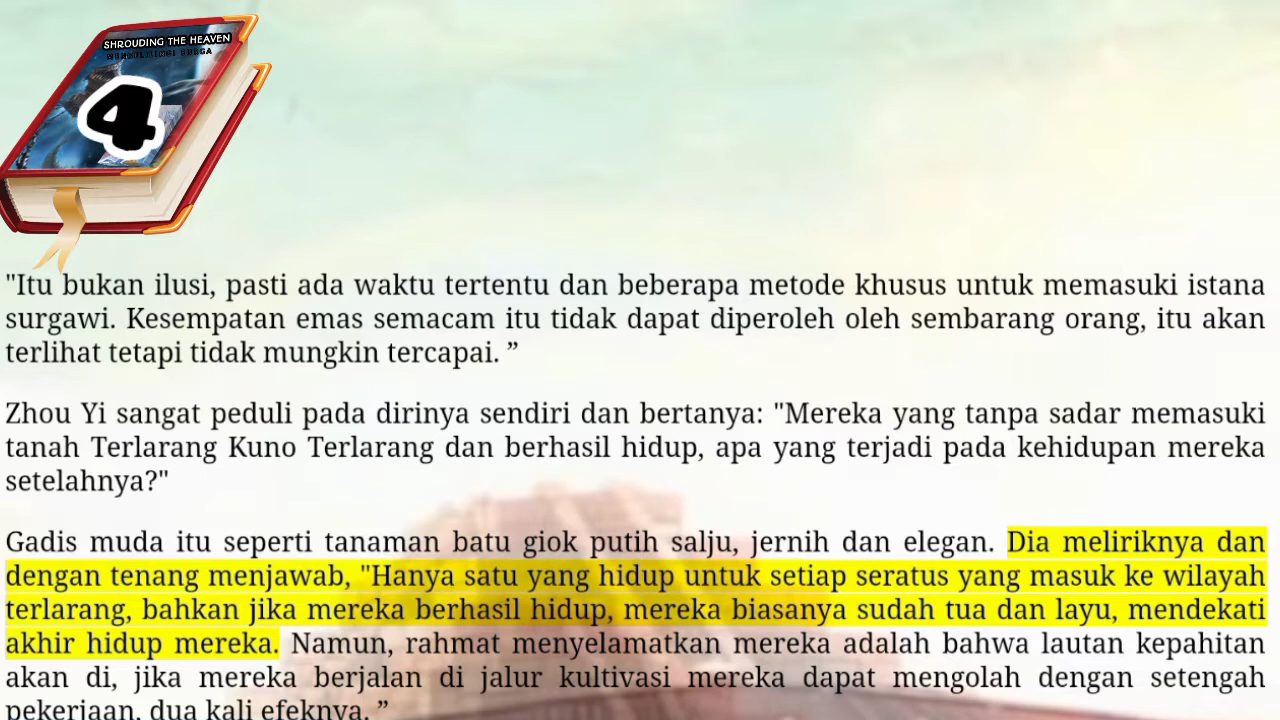 SHROUDING THE HEAVEN
4
"Itu bukan ilusi, pasti ada waktu tertentu dan beberapa metode khusus untuk memasuki istana
surgawi. Kesempatan emas semacam itu tidak dapat diperoleh oleh sembarang orang, itu akan
terlihat tetapi tidak mungkin tercapai. ”
Zhou Yi sangat peduli pada dirinya sendiri dan bertanya: "Mereka yang tanpa sadar memasuki
tanah Terlarang Kuno Terlarang dan berhasil hidup, apa yang terjadi pada kehidupan mereka
setelahnya?"
Gadis muda itu seperti tanaman batu giok putih salju, jernih dan elegan. Dia meliriknya dan
dengan tenang menjawab, "Hanya satu yang hidup untuk setiap seratus yang masuk ke wilayah
terlarang, bahkan jika mereka berhasil hidup, mereka biasanya sudah tua dan layu, mendekati
akhir hidup mereka. Namun, rahmat menyelamatkan mereka adalah bahwa lautan kepahitan
akan di, jika mereka berjalan di jalur kultivasi mereka dapat mengolah dengan setengah
pekerjaan, dua kali efeknya. ”